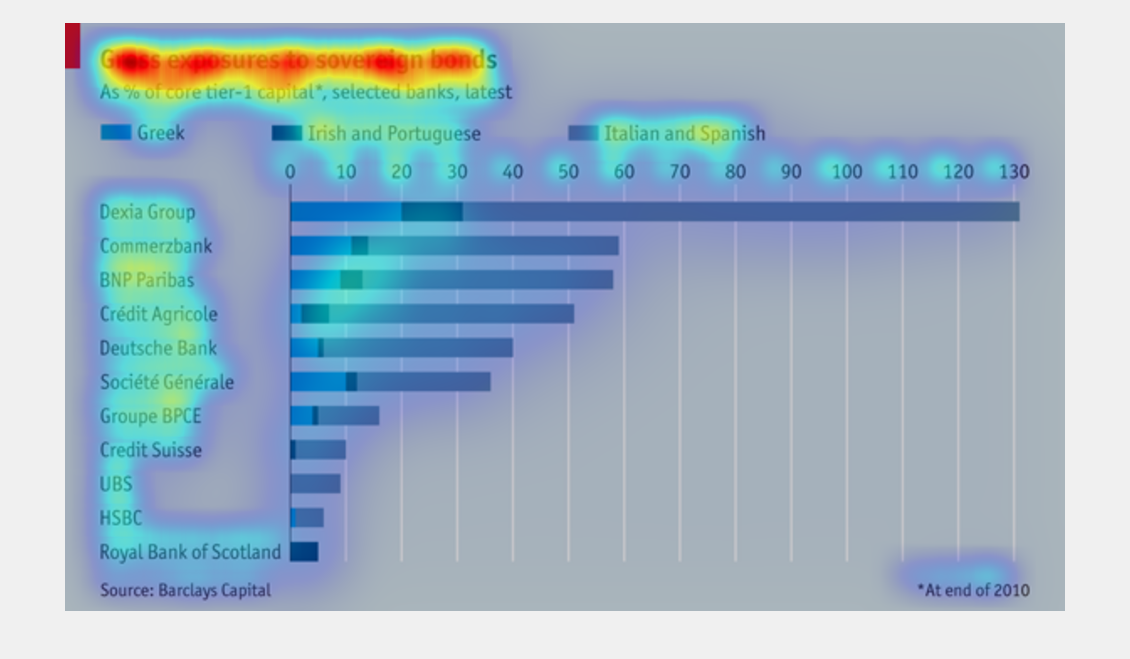 Gross exposures to sovereign bonds
As % of core tier-1 capital*, selected banks, latest
Greek Irish and Portuguese Italian and Spanish
0 10 20 30 40 50 60 70 80 90 100 110 120 130
Dexia Group
Commerzbank
BNP Paribas
Crédit Agricole
Deutsche Bank
Société Générale
Groupe BPCE
Credit Suisse
UBS
HSBC
Royal Bank of Scotland
Source: Barclays Capital *At end of 2010